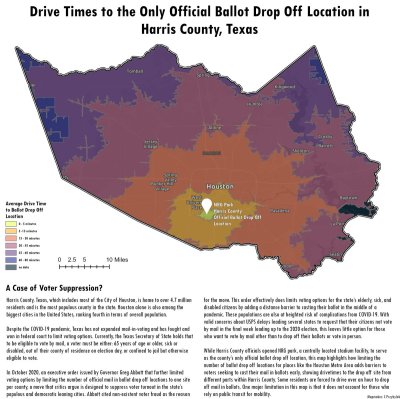 Drive Times to the Only Official Ballot Drop Off Location in
Harris County, Texas
Tomball
Spring
Kingwood
Humble
Aldine
Jersey
Village
Crosby
Barrett
Sheldon
Spring
Valley
Houston
West
NRG Park
Harris County
Official Ballot Drop Off
Location
Pasadena
Baytown
Average Drive Time
to Ballot Drop Off
Location
0 - 5 minutes
5 -15 minutes
no data
0 2.5 5 10 Miles
A Case of Voter Suppression?
Harris County, Texas, which includes most of the City of Houston, is home to over 4.7 million
residents and is the most populous county in the state. Houston alone is also among the
biggest cities in the United States, ranking fourth in terms of overall population.
Despite the COVID-19 pandemic, Texas has not expanded mail-in voting and has fought and
won in federal court to limit voting options. Currently, the Texas Secretary of State holds that
to be eligible to vote by mail, a voter must be either: 65 years of age or older, sick or
disabled, out of their county of residence on election day, or confined to jail but otherwise
eligible to vote.
In October 2020, an executive order issued by Governor Greg Abbott that further limited
voting options by limiting the number of official mail in ballot drop off locations to one site
per county, a move that critics argue is designed to suppress voter turnout in the state's
populous and democrate leaning cities. Abbott cited non-existent voter fraud as the reason
for the move. This order effectively does limits voting options for the state's elderly, sick, and
disabled citizens by adding a distance barrier to casting their ballot in the middle of a
pandemic. These populations are also at heighted risk of complications from COVID-19. With
valid concerns about USPS delays leading several states to request that their citizens not vote
by mail in the final week leading up to the 2020 election, this leaves little option for those
who want to vote by mail other than to drop off their ballots or vote in person.
While Harris County officials opened NRG park, a centrally located stadium facility, to serve
as the county's only official ballot drop off location, this map highlights how limiting the
number of ballot drop off locations for places like the Houston Metro Area adds barriers to
voters seeking to cast their mail in ballots early, showing drivetimes to the drop off site from
different parts within Harris County. Some residents are forced to drive over an hour to drop
off mail in ballots. One major limitation in this map is that it does not account for those who
rely on public transit for mobility.